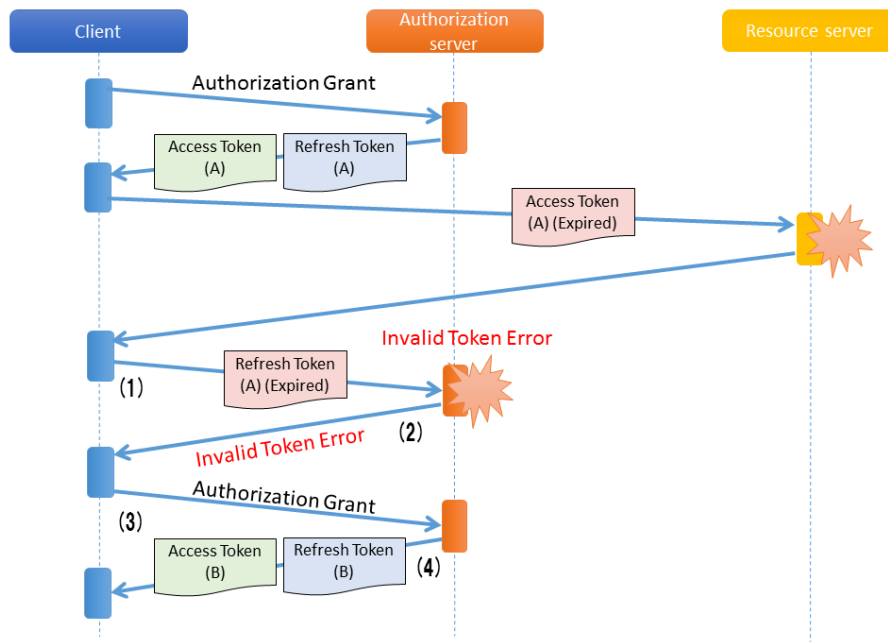 Client
Authorization
server
Resource server
Authorization Grant
Access Token
(A)
Refresh Token
(A)
Access Token
(A) (Expired)
Invalid Token Error
(1)
Refresh Token
(A) (Expired)
(2)
Invalid Token Error
(3)
Authorization Grant
Access Token
(B)
Refresh Token
(B)
(4)